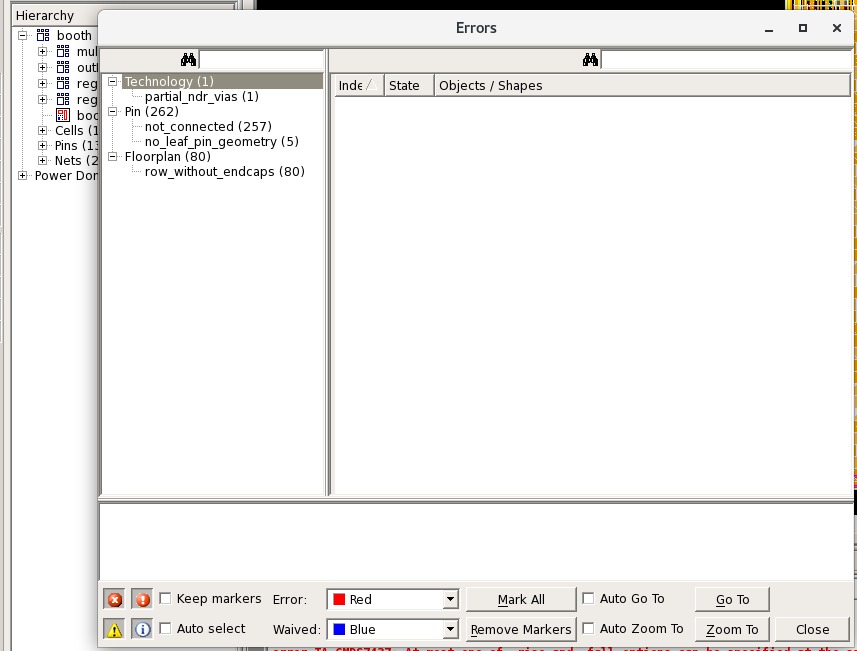 Hierarchy
Errors
booth
Inde
State
Objects / Shapes
Technology (1)
partial_ndr_vias (1)
Pin (262)
not_connected (257)
no_leaf_pin_geometry (5)
Floorplan (80)
row_without_endcaps (80)
mul
outl
reg
reg
boo
Cells (1
Pins (13
Nets (2
Power Don
Keep markers
Error:
Red
Mark All
Auto Go To
Go To
Auto select
Waived:
Blue
Remove Markers
Auto Zoom To
Zoom To
Close